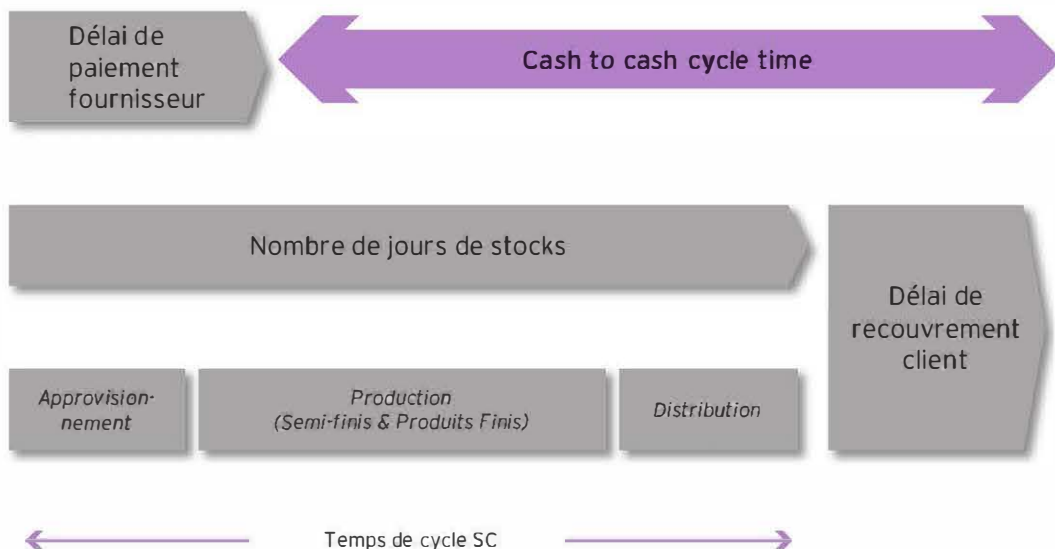 Délai de
paiement
fournisseur
Cash to cash cycle time
Nombre de jours de stocks
Délai de
recouvrement
client
Approvision-
nement
Production
(Semi-finis & Produits Finis)
Distribution
Temps de cycle SC